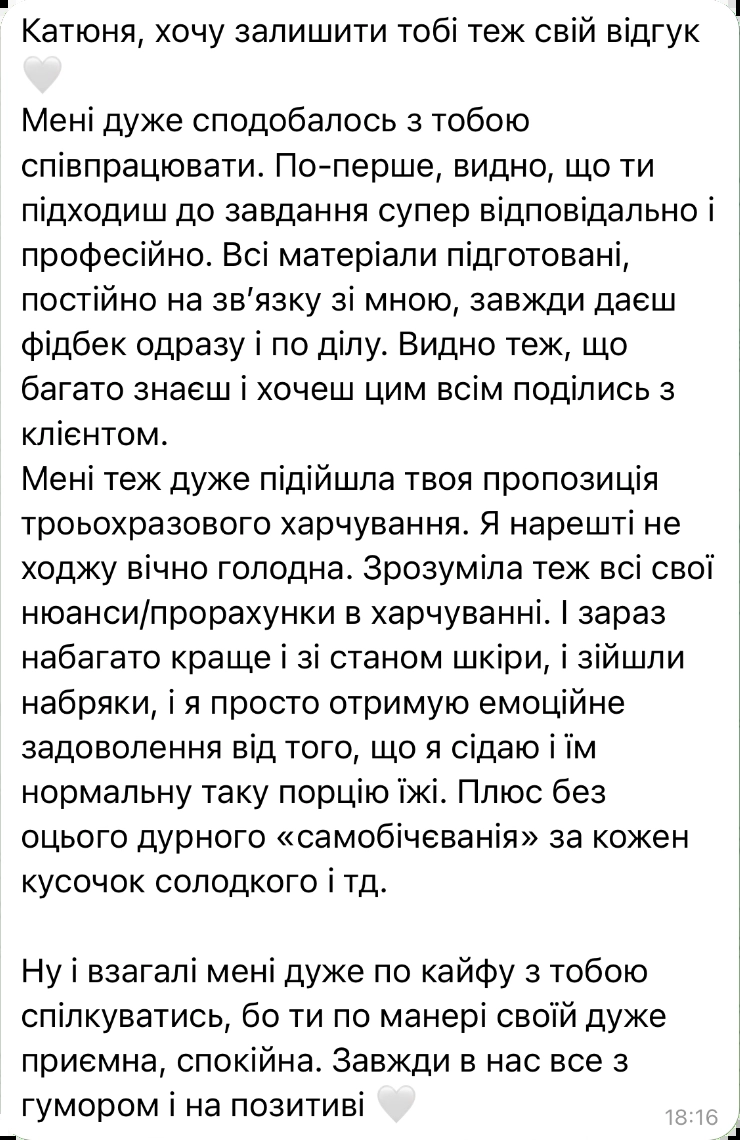 Катюня, хочу залишити тобі теж свій відгук
🤍
Мені дуже сподобалось з тобою
співпрацювати. По-перше, видно, що ти
підходиш до завдання супер відповідально і
професійно. Всі матеріали підготовані,
постійно на зв’язку зі мною, завжди даєш
фідбек одразу і по ділу. Видно теж, що
багато знаєш і хочеш цим всім поділись з
клієнтом.
Мені теж дуже підійшла твоя пропозиція
троьохразового харчування. Я нарешті не
ходжу вічно голодна. Зрозуміла теж всі свої
нюанси/прорахунки в харчуванні. І зараз
набагато краще і зі станом шкіри, і зійшли
набряки, і я просто отримую емоційне
задоволення від того, що я сідаю і їм
нормальну таку порцію їжі. Плюс без
оцього дурного «самобічєванія» за кожен
кусочок солодкого і тд.
Ну і взагалі мені дуже по кайфу з тобою
спілкуватись, бо ти по манері своїй дуже
приємна, спокійна. Завжди в нас все з
гумором і на позитиві 🤍
18:16